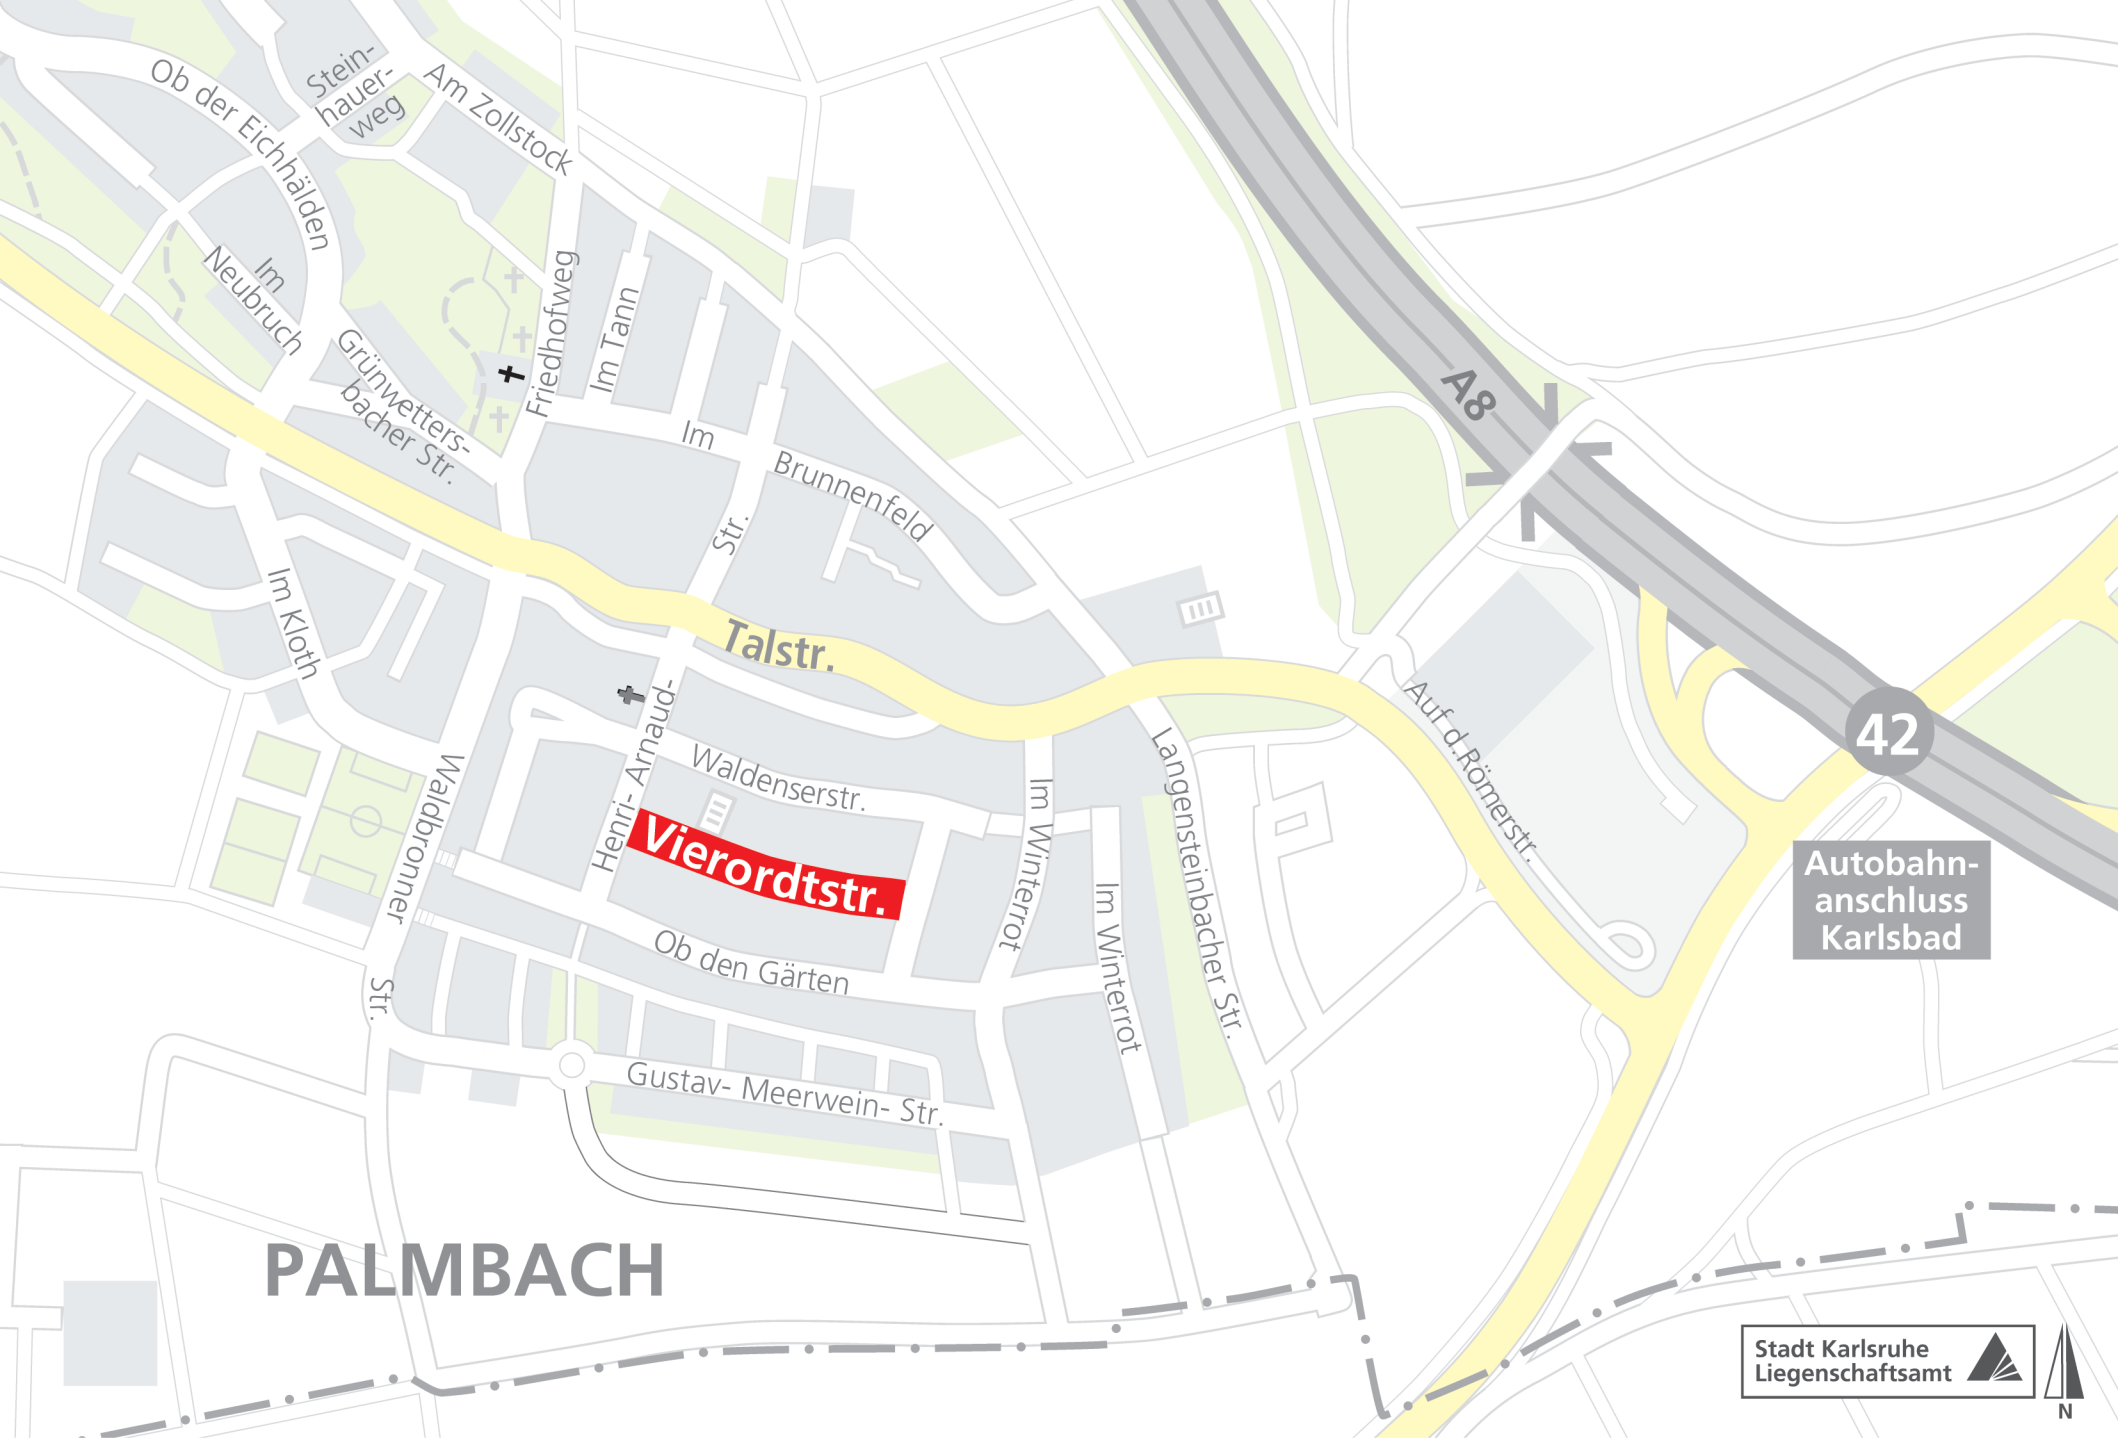 Ob der Eichhälden
Stein-
hauer-
weg
Am Zollstock
Im
Neubruch
Grünwetters-
bacher Str.
Friedhofweg
Im Tann
Im
Brunnenfeld
Str.
A8
Im Kloth
Talstr.
Henri- Arnaud-
Waldenserstr.
Waldbronner
Str.
Vierordtstr.
Im Winterrot
Im Winterrot
Langensteinbacher Str.
Auf d.Römerstr.
42
Autobahn-
anschluss
Karlsbad
Ob den Gärten
Gustav- Meerwein- Str.
PALMBACH
Stadt Karlsruhe
Liegenschaftsamt
N